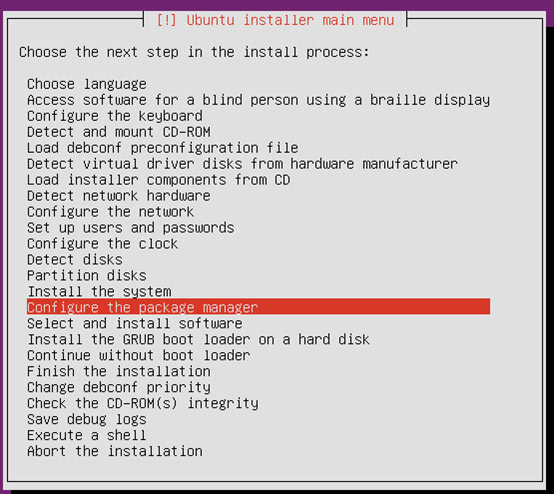 [!] Ubuntu installer main menu
Choose the next step in the install process:
Choose language
Access software for a blind person using a braille display
Configure the keyboard
Detect and mount CD-ROM
Load debconf preconfiguration file
Detect virtual driver disks from hardware manufacturer
Load installer components from CD
Detect network hardware
Configure the network
Set up users and passwords
Configure the clock
Detect disks
Partition disks
Install the system
Configure the package manager
Select and install software
Install the GRUB boot loader on a hard disk
Continue without boot loader
Finish the installation
Change debconf priority
Check the CD-ROM(s) integrity
Save debug logs
Execute a shell
Abort the installation